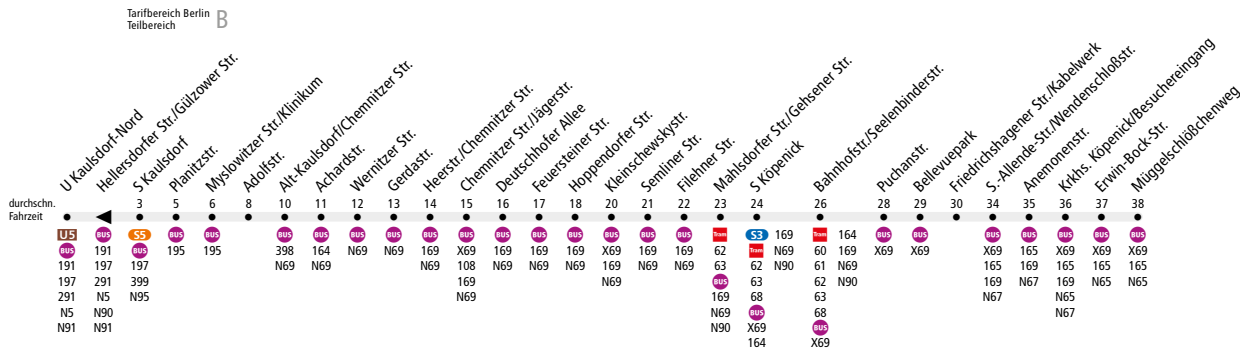 Tarifbereich Berlin
Teilbereich
B
U Kaulsdorf-Nord
Hellersdorfer Str./Gülzower Str.
S Kaulsdorf
Planitzstr.
Myslowitzer Str./Klinikum
Adolfstr.
Alt-Kaulsdorf/Chemnitzer Str.
Achardstr.
Wernitzer Str.
Gerdastr.
Heerstr./Chemnitzer Str.
Chemnitzer Str./Jägerstr.
Deutschhofer Allee
Feuersteiner Str.
Hoppendorfer Str.
Kleinschewskystr.
Semliner Str.
Filehner Str.
Mahlsdorfer Str./Gehsener Str.
S Köpenick
Bahnhofstr./Seelenbinderstr.
Puchanstr.
Bellevuepark
Friedrichshagener Str./Kabelwerk
S.-Allende-Str./Wendenschloßstr.
Anemonenstr.
Krkhs. Köpenick/Besuchereingang
Erwin-Bock-Str.
Müggelschlößchenweg
durchschn.
Fahrzeit
3 5 6 8 10 11 12 13 14 15 16 17 18 20 21 22 23 24 26 28 29 30 34 35 36 37 38
U5
BUS
191
197
291
N5
N91
BUS
191
197
291
N5
N90
N91
S5
BUS
197
399
N95
BUS
195
BUS
195
BUS
398
N69
BUS
164
N69
BUS
N69
BUS
N69
BUS
169
N69
BUS
X69
108
169
N69
BUS
169
N69
BUS
169
N69
BUS
169
N69
BUS
X69
169
N69
BUS
169
N69
BUS
169
N69
Tram
62
63
BUS
169
N69
N90
S3
Tram
62
63
68
BUS
X69
164
169
N69
N90
Tram
60
61
62
63
68
BUS
X69
164
169
N69
N90
BUS
X69
BUS
X69
BUS
X69
165
169
N67
BUS
165
169
N67
BUS
X69
165
169
N65
N67
BUS
X69
165
N65
BUS
X69
165
N65